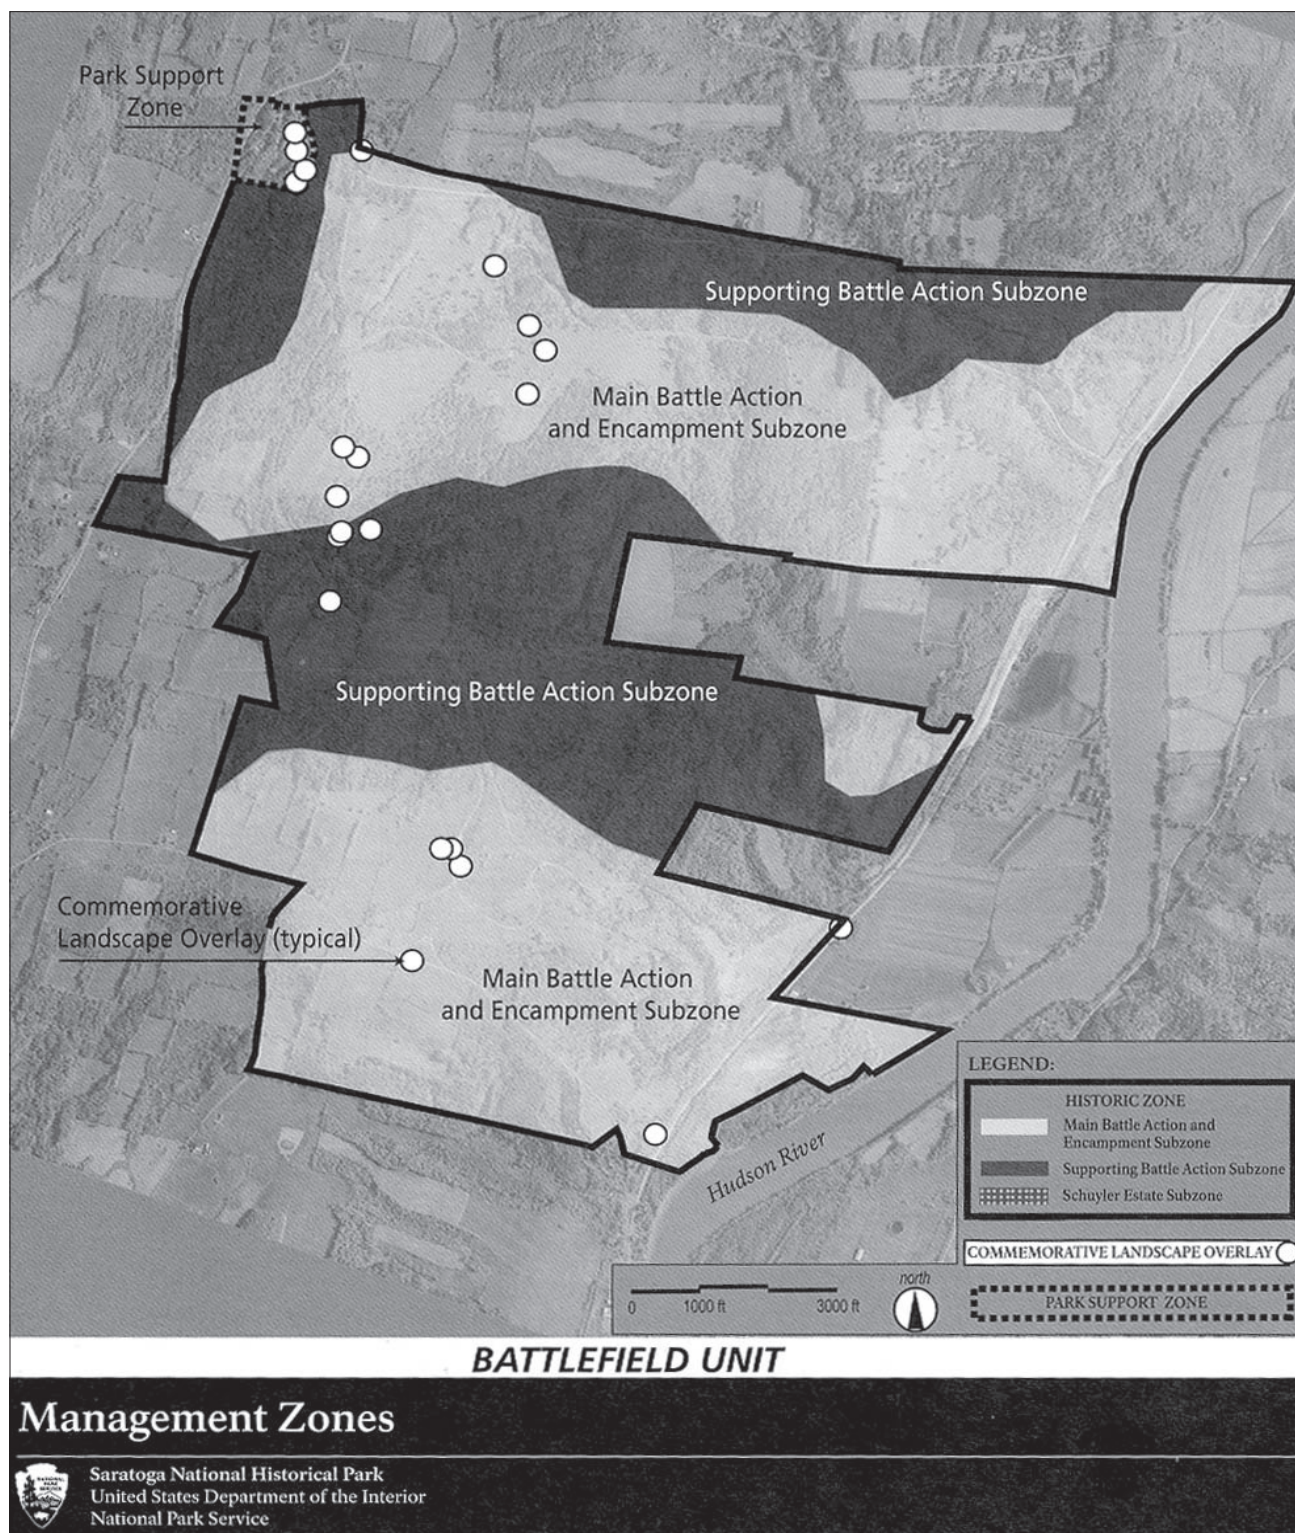 Park Support
Zone
Supporting Battle Action Subzone
Main Battle Action
and Encampment Subzone
Supporting Battle Action Subzone
Commemorative
Landscape Overlay (typical)
Main Battle Action
and Encampment Subzone
Hudson River
LEGEND:
HISTORIC ZONE
Main Battle Action and
Encampment Subzone
Supporting Battle Action Subzone
Schuyler Estate Subzone
COMMEMORATIVE LANDSCAPE OVERLAY
PARK SUPPORT ZONE
0 1000 ft 3000 ft
north
BATTLEFIELD UNIT
Management Zones
NATIONAL
PARK
SERVICE
Saratoga National Historical Park
United States Department of the Interior
National Park Service